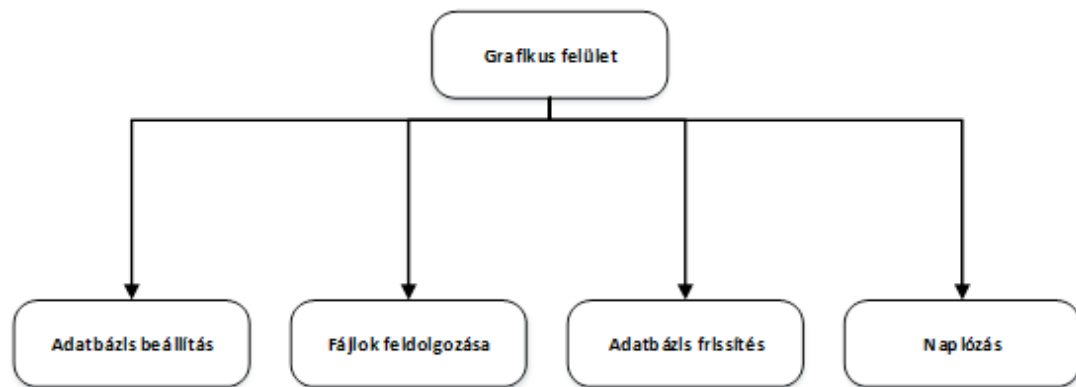 Grafikus felület
Adatbázis beállítás
Fájlok feldolgozása
Adatbázis frissítés
Naplózás